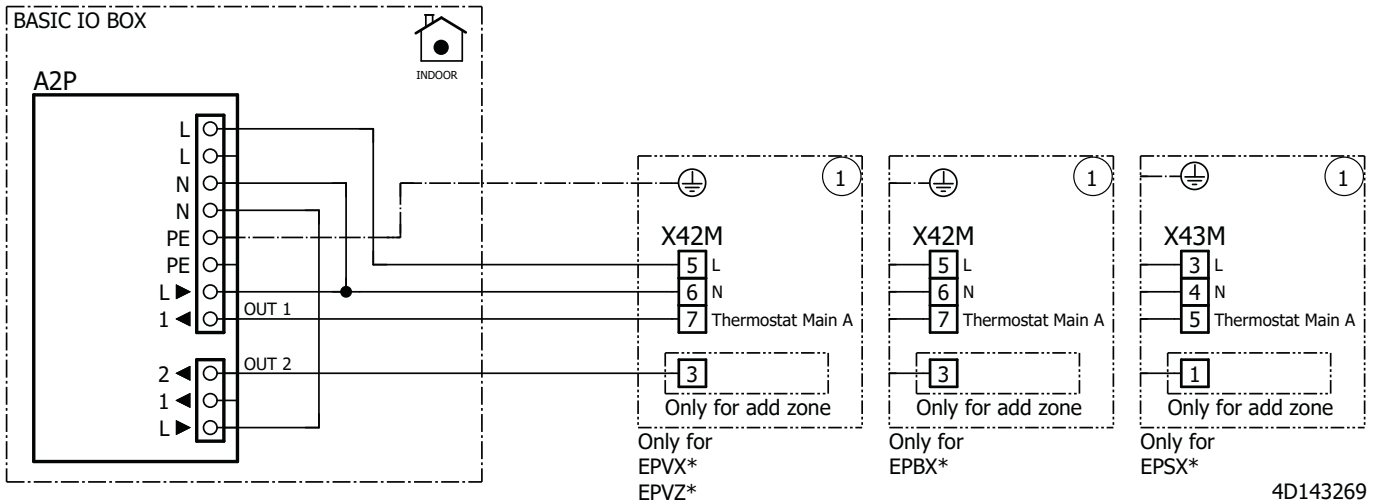 BASIC IO BOX
INDOOR
A2P
L
L
N
N
PE
PE
L ▶
1 ◀ OUT 1
2 ◀ OUT 2
1 ◀
L ▶
1
X42M
5 L
6 N
7 Thermostat Main A
3
Only for add zone
Only for
EPVX*
EPVZ*
1
X42M
5 L
6 N
7 Thermostat Main A
3
Only for add zone
Only for
EPBX*
1
X43M
3 L
4 N
5 Thermostat Main A
1
Only for add zone
Only for
EPSX*
4D143269